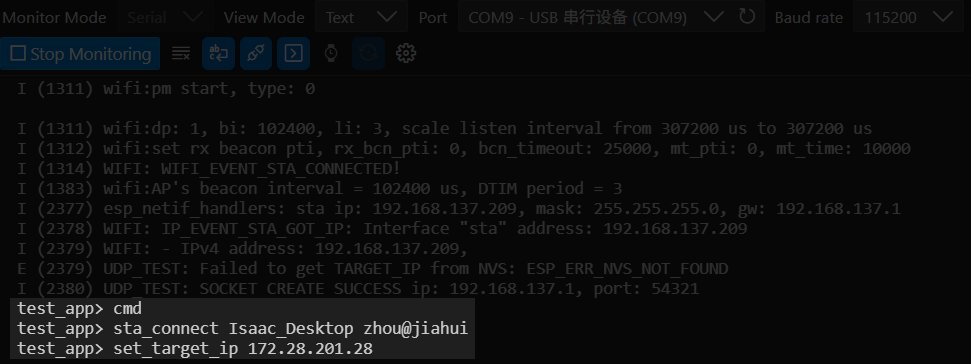 Monitor Mode Serial View Mode Text Port COM9 - USB 串行设备 (COM9) Baud rate 115200
Stop Monitoring
I (1311) wifi:pm start, type: 0
I (1311) wifi:dp: 1, bi: 102400, li: 3, scale listen interval from 307200 us to 307200 us
I (1312) wifi:set rx beacon pti, rx_bcn_pti: 0, bcn_timeout: 25000, mt_pti: 0, mt_time: 10000
I (1314) WIFI: WIFI_EVENT_STA_CONNECTED!
I (1383) wifi:AP's beacon interval = 102400 us, DTIM period = 3
I (2377) esp_netif_handlers: sta ip: 192.168.137.209, mask: 255.255.255.0, gw: 192.168.137.1
I (2378) WIFI: IP_EVENT_STA_GOT_IP: Interface "sta" address: 192.168.137.209
I (2379) WIFI: - IPv4 address: 192.168.137.209,
E (2379) UDP_TEST: Failed to get TARGET_IP from NVS: ESP_ERR_NVS_NOT_FOUND
I (2380) UDP_TEST: SOCKET CREATE SUCCESS ip: 192.168.137.1, port: 54321
test_app> cmd
test_app> sta_connect Isaac_Desktop zhou@jiahui
test_app> set_target_ip 172.28.201.28